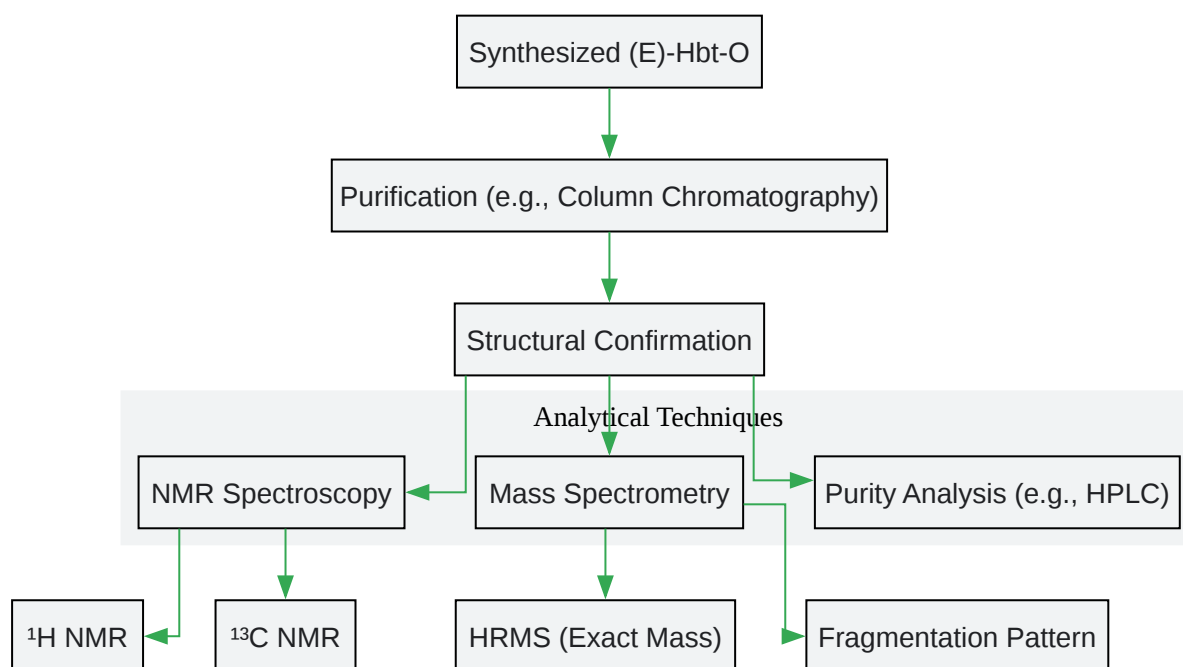 Synthesized (E)-Hbt-O
Purification (e.g., Column Chromatography)
Structural Confirmation
Analytical Techniques
NMR Spectroscopy
Mass Spectrometry
Purity Analysis (e.g., HPLC)
¹H NMR
¹³C NMR
HRMS (Exact Mass)
Fragmentation Pattern